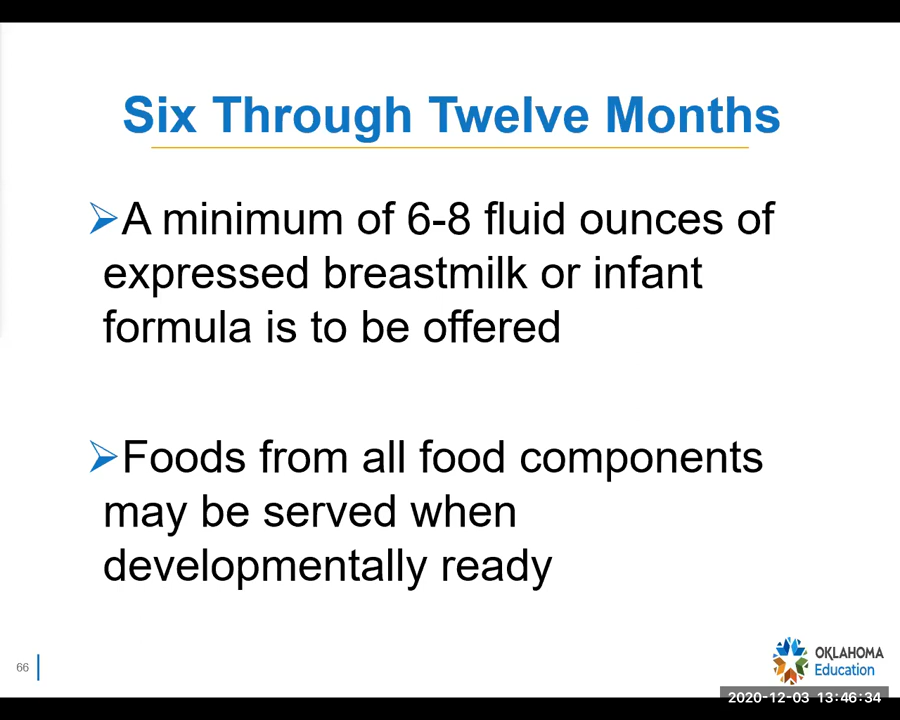 Six Through Twelve Months
➢A minimum of 6-8 fluid ounces of
expressed breastmilk or infant
formula is to be offered
➢Foods from all food components
may be served when
developmentally ready
66
OKLAHOMA
Education
2020-12-03 13:46:34